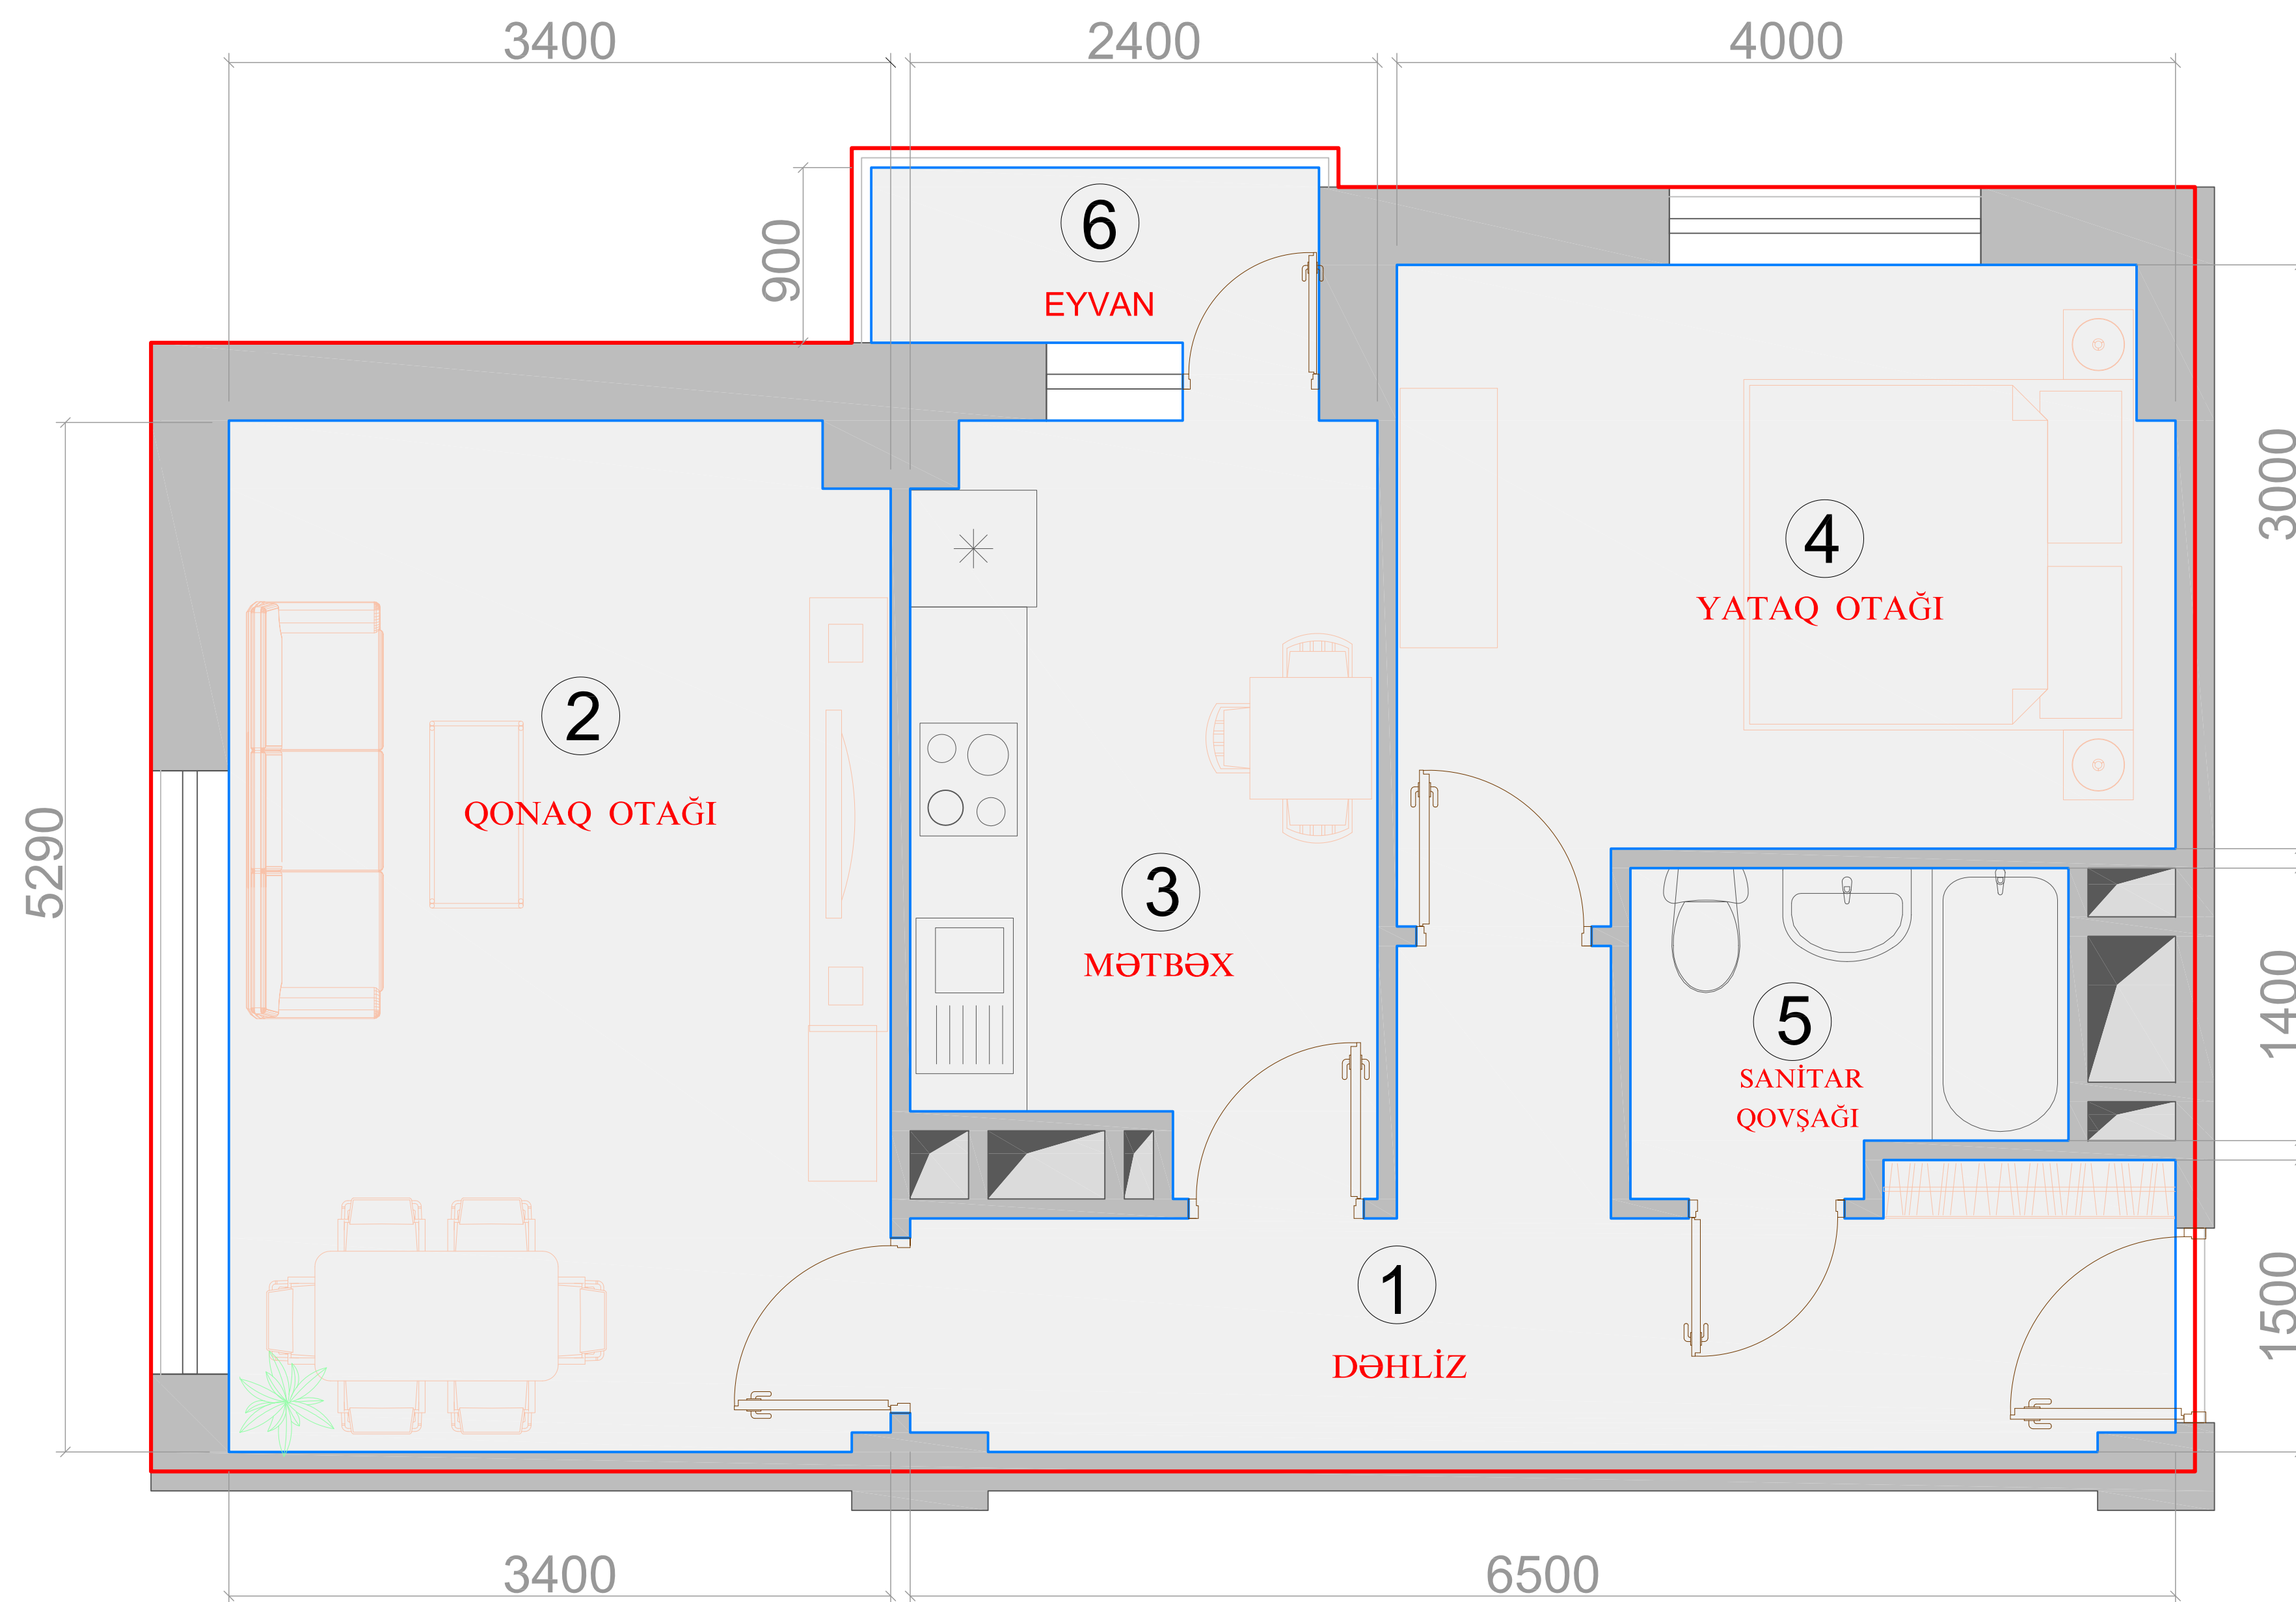 3400
2400
4000
900
6
EYVAN
3000
4
YATAQ OTAĞI
2
QONAQ OTAĞI
5290
3
MƏTBƏX
5
SANİTAR
QOVŞAĞI
1400
1
DƏHLİZ
1500
3400
6500